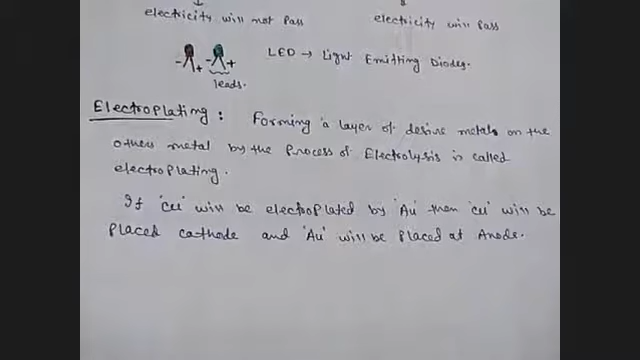 electricity will not Pass
electricity will Pass
LED → Light Emitting Diodes.
- + - +
leads.
Electroplating : Forming a layer of desire metals on the
others metal by the Process of Electrolysis is called
electroplating.
If 'Cu' will be electroplated by 'Au' then 'Cu' will be
Placed cathode and 'Au' will be Placed at Anode.